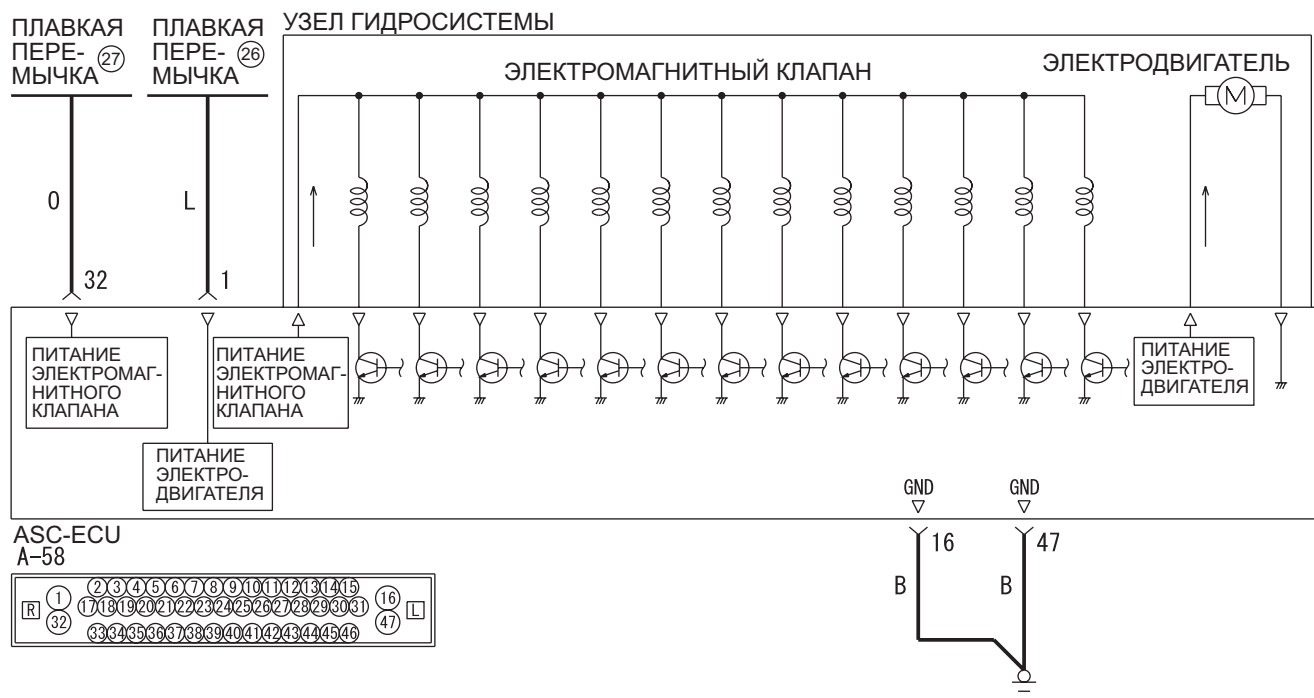 ПЛАВКАЯ
ПЕРЕ-
МЫЧКА 27
ПЛАВКАЯ
ПЕРЕ-
МЫЧКА 26
УЗЕЛ ГИДРОСИСТЕМЫ
ЭЛЕКТРОМАГНИТНЫЙ КЛАПАН
ЭЛЕКТРОДВИГАТЕЛЬ
M
O
L
32
1
ПИТАНИЕ
ЭЛЕКТРОМАГ-
НИТНОГО
КЛАПАНА
ПИТАНИЕ
ЭЛЕКТРО-
ДВИГАТЕЛЯ
ПИТАНИЕ
ЭЛЕКТРОМАГ-
НИТНОГО
КЛАПАНА
ПИТАНИЕ
ЭЛЕКТРО-
ДВИГАТЕЛЯ
GND
GND
16
47
B
B
ASC-ECU
A-58
R
1
32
2 3 4 5 6 7 8 9 10 11 12 13 14 15
17 18 19 20 21 22 23 24 25 26 27 28 29 30 31
33 34 35 36 37 38 39 40 41 42 43 44 45 46
16
47
L